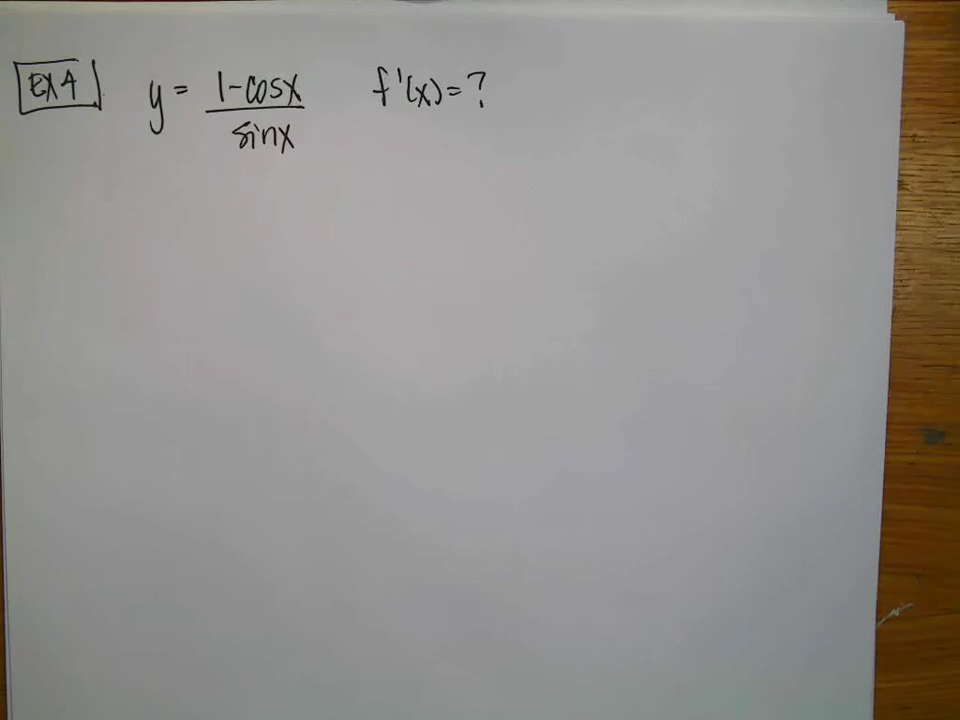 EX 4 y = 1-cosx / sinx f'(x) = ?